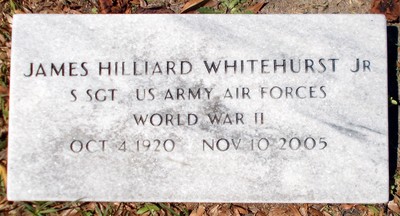 JAMES HILLIARD WHITEHURST JR
S SGT US ARMY AIR FORCES
WORLD WAR II
OCT 4 1920 NOV 10 2005